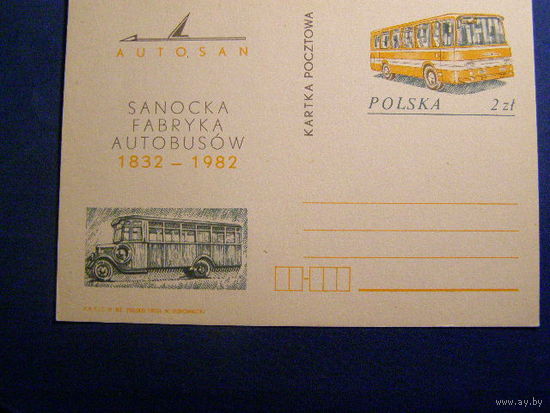 AUTOSAN
SANOCKA
FABRYKA
AUTOBUSÓW
1832 – 1982
KARTKA POCZTOWA
POLSKA 2 zł
www.ay.by